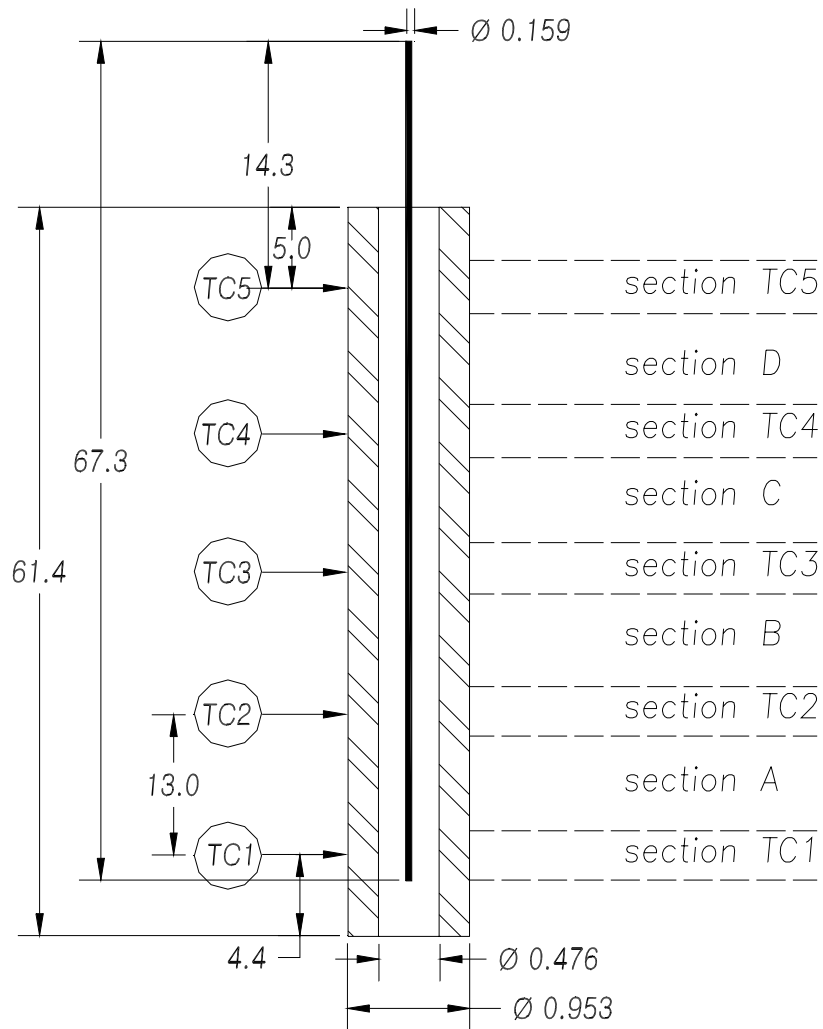 Ø 0.159
14.3
5.0
TC5
section TC5
section D
TC4
section TC4
67.3
section C
61.4
TC3
section TC3
section B
TC2
section TC2
13.0
section A
TC1
section TC1
4.4
Ø 0.476
Ø 0.953